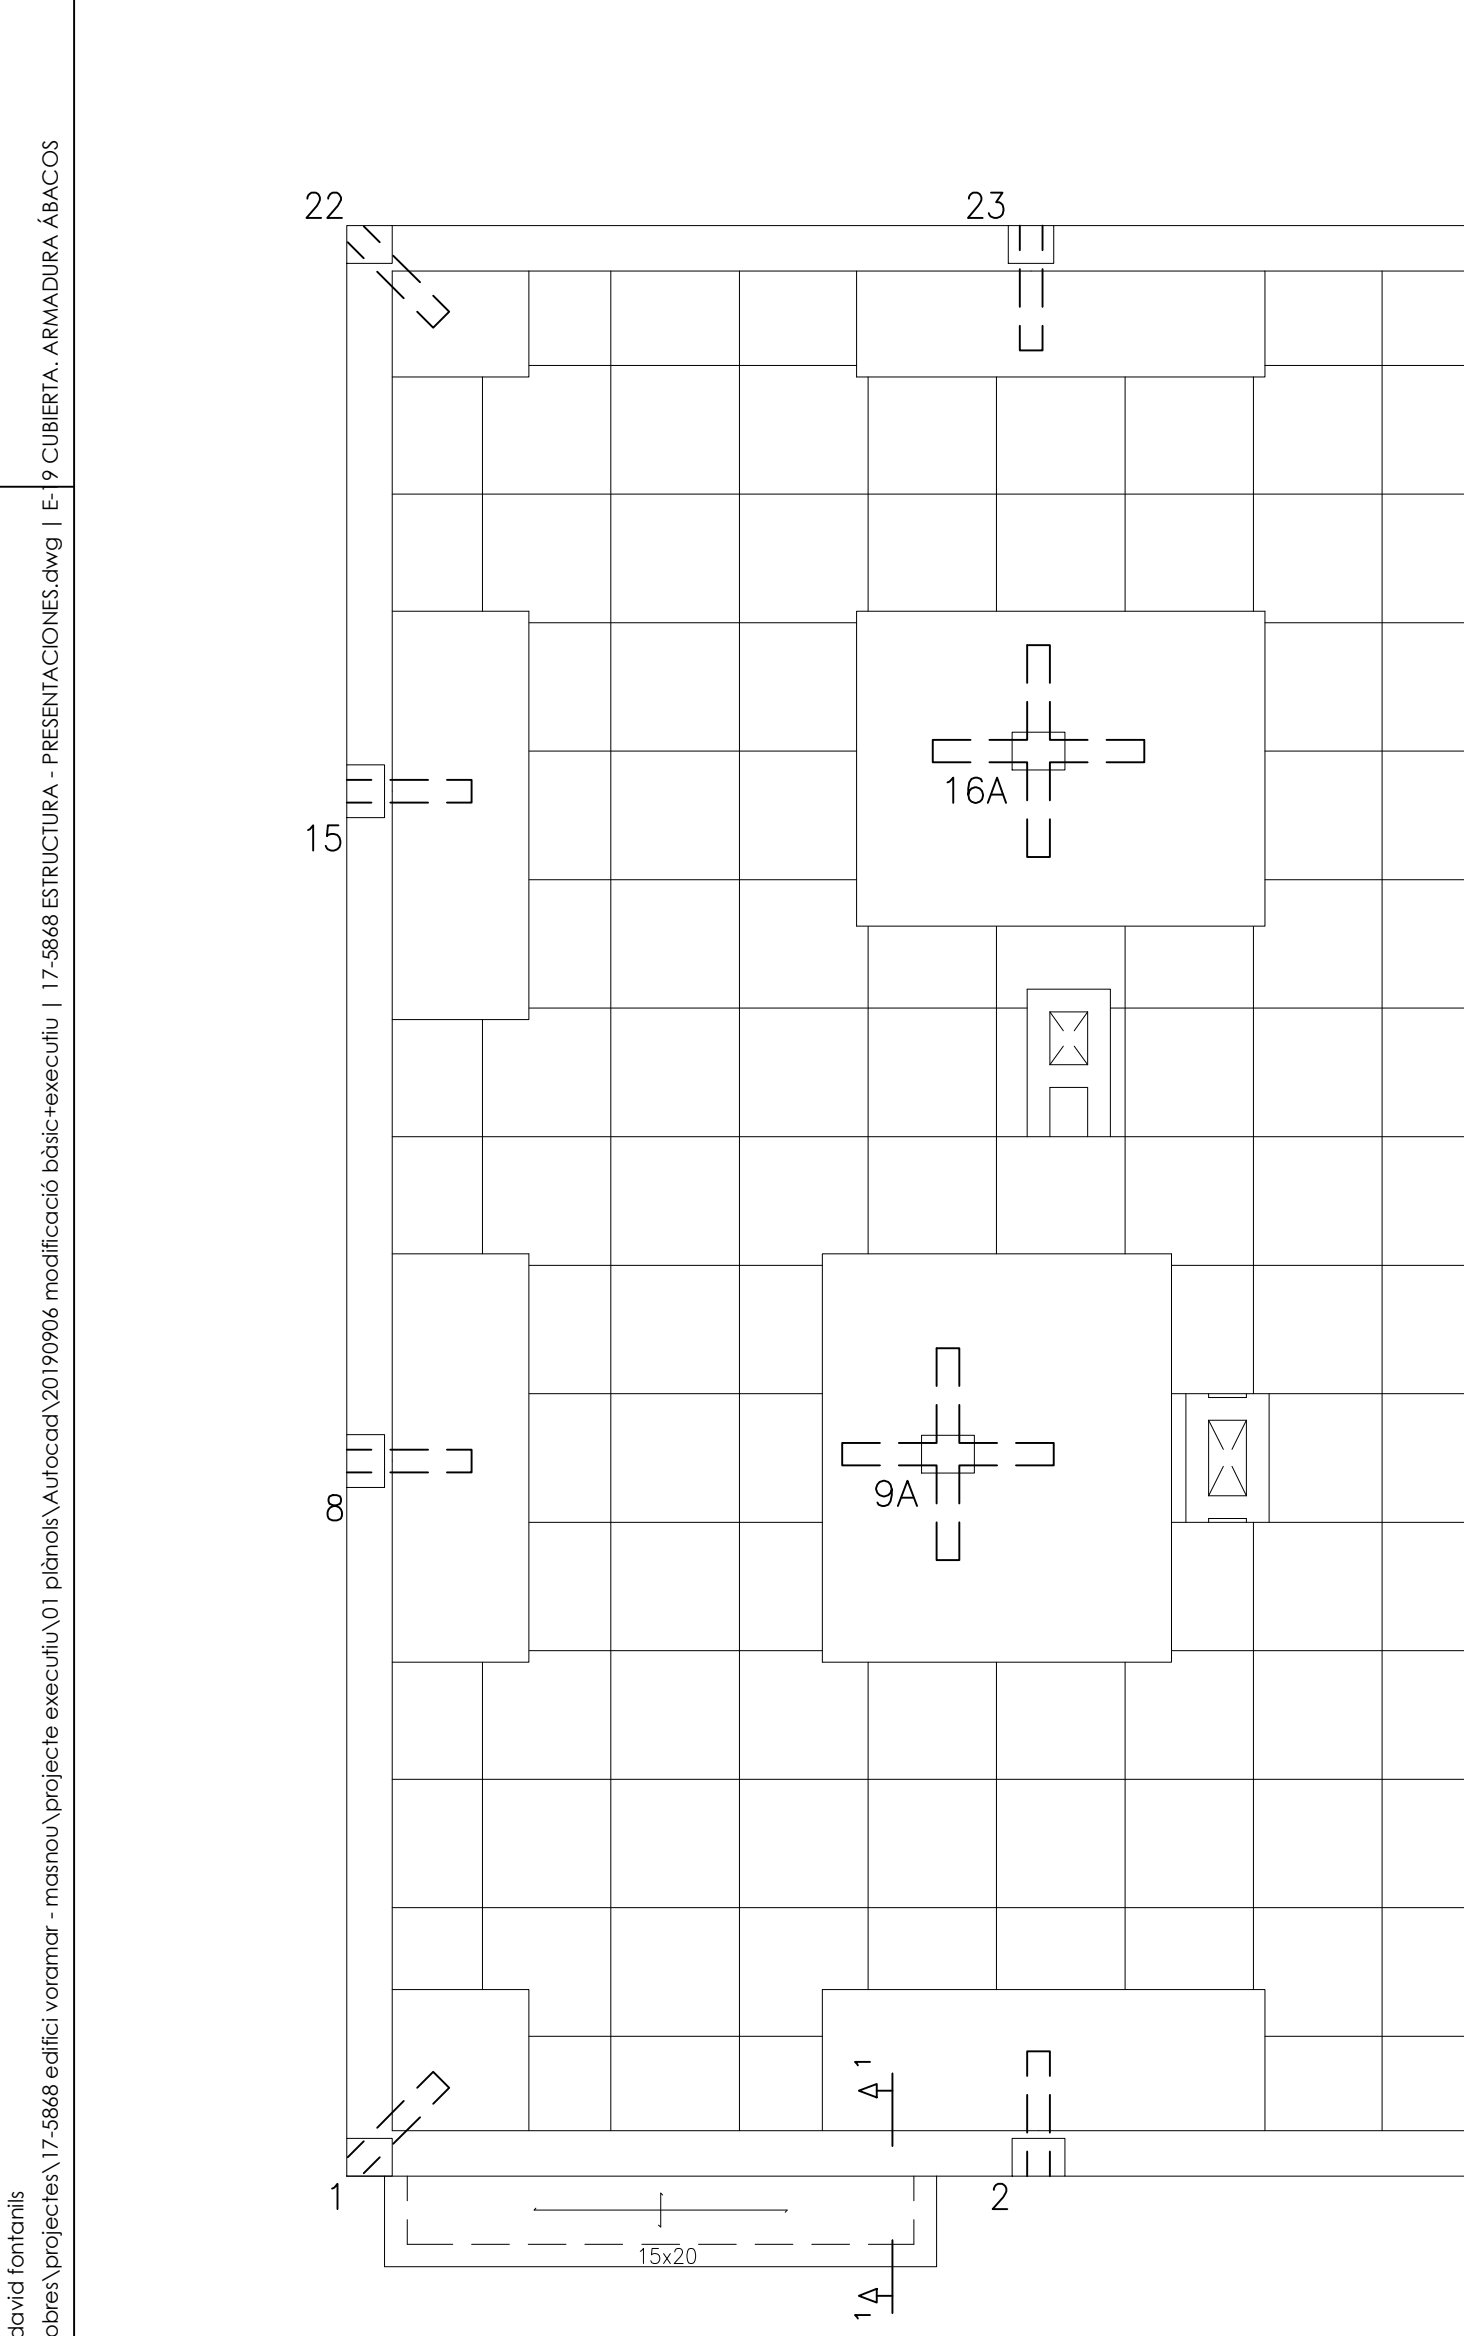 david fontanils
obres\projectes\17-5868 edifici voramar - masnou\projecte executiu\01 plànols\Autocad\20190906 modificació bàsic+executiu | 17-5868 ESTRUCTURA - PRESENTACIONES.dwg | E-19 CUBIERTA. ARMADURA ÁBACOS
22
23
16A
15
9A
8
1
1
2
15x20
1